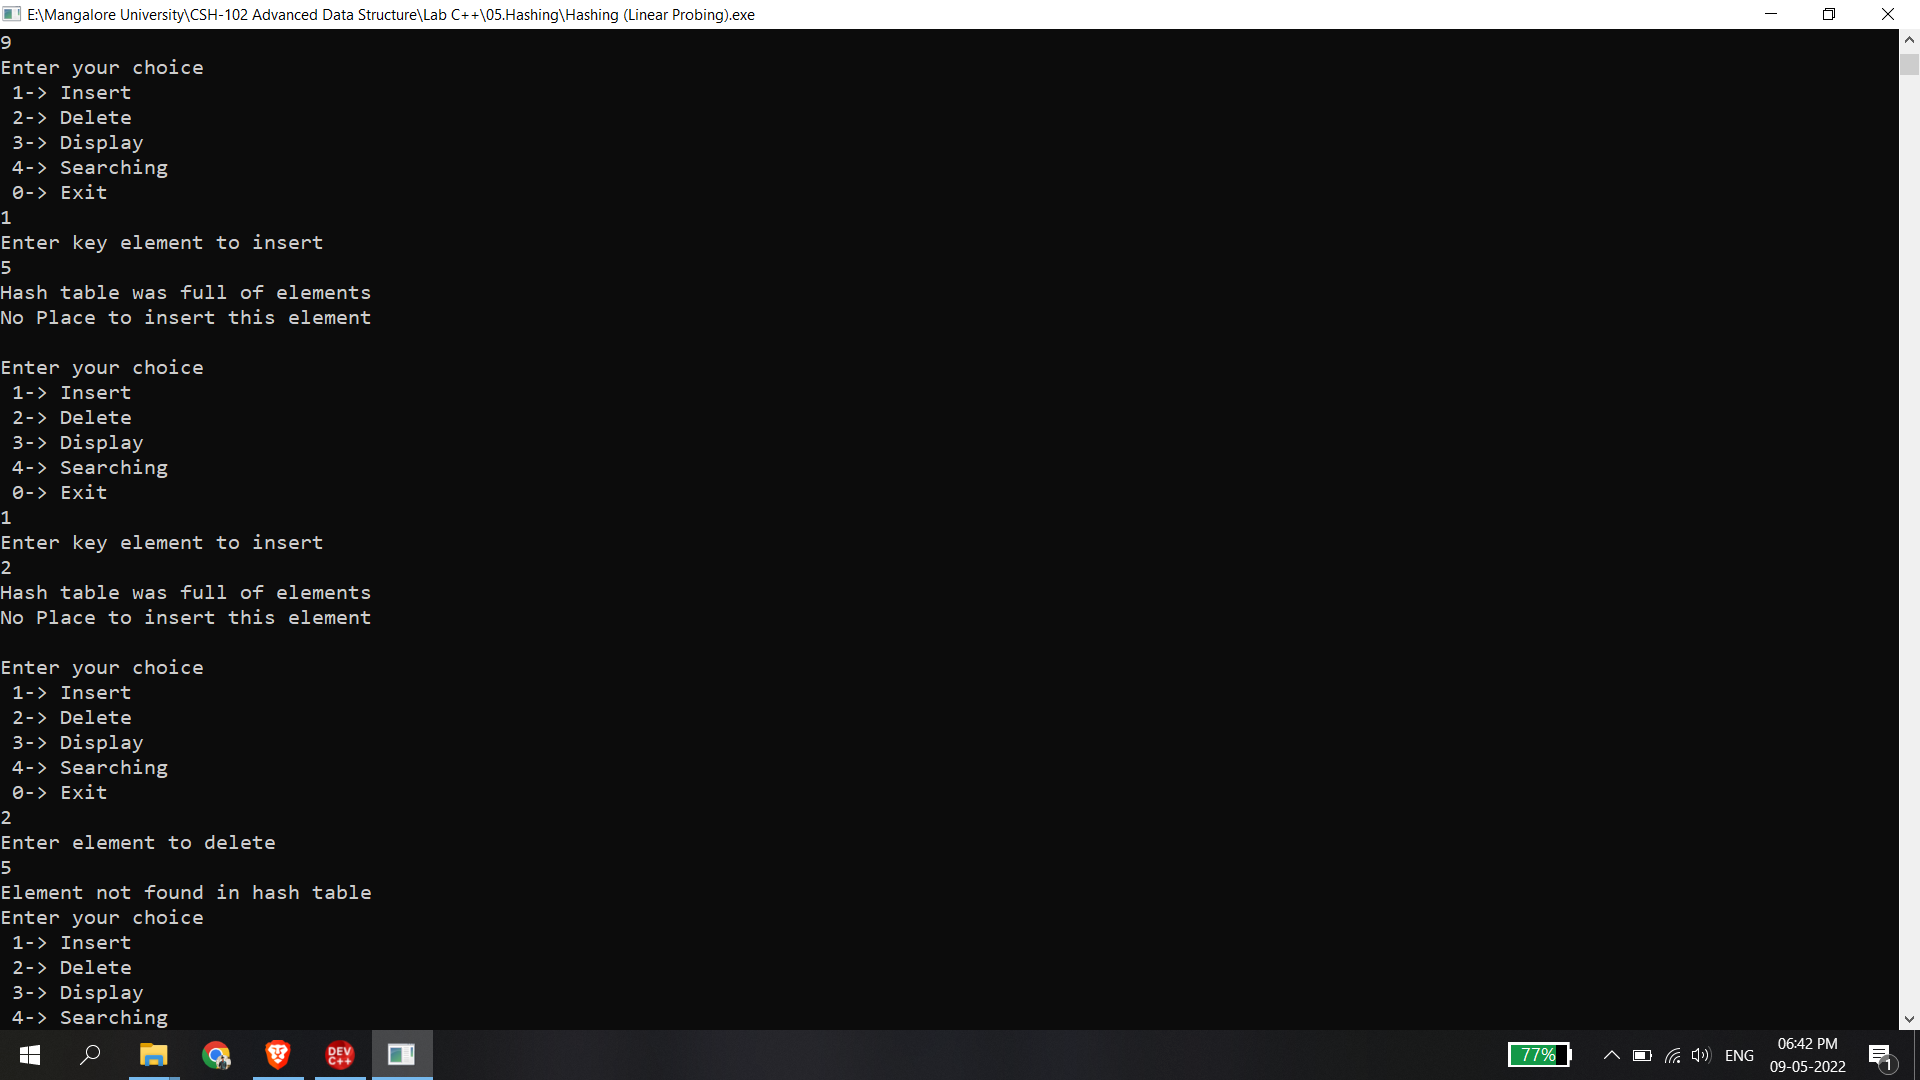 E:\Mangalore University\CSH-102 Advanced Data Structure\Lab C++\05.Hashing\Hashing (Linear Probing).exe
9
Enter your choice
1-> Insert
2-> Delete
3-> Display
4-> Searching
0-> Exit
1
Enter key element to insert
5
Hash table was full of elements
No Place to insert this element
Enter your choice
1-> Insert
2-> Delete
3-> Display
4-> Searching
0-> Exit
1
Enter key element to insert
2
Hash table was full of elements
No Place to insert this element
Enter your choice
1-> Insert
2-> Delete
3-> Display
4-> Searching
0-> Exit
2
Enter element to delete
5
Element not found in hash table
Enter your choice
1-> Insert
2-> Delete
3-> Display
4-> Searching
DEV
C++
77%
ENG
06:42 PM
09-05-2022
1